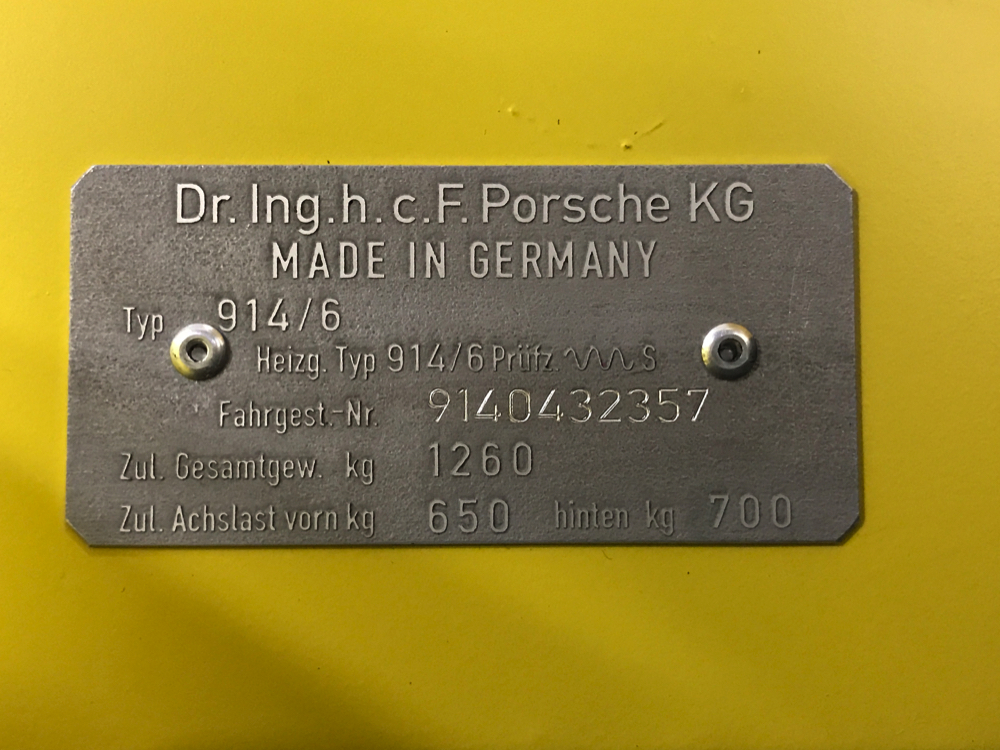 Dr. Ing. h. c. F. Porsche KG
MADE IN GERMANY
Typ 914/6
Heizg. Typ 914/6 Prüfz. ～～～ S
Fahrgest.-Nr. 9140432357
Zul. Gesamtgew. kg 1260
Zul. Achslast vorn kg 650 hinten kg 700